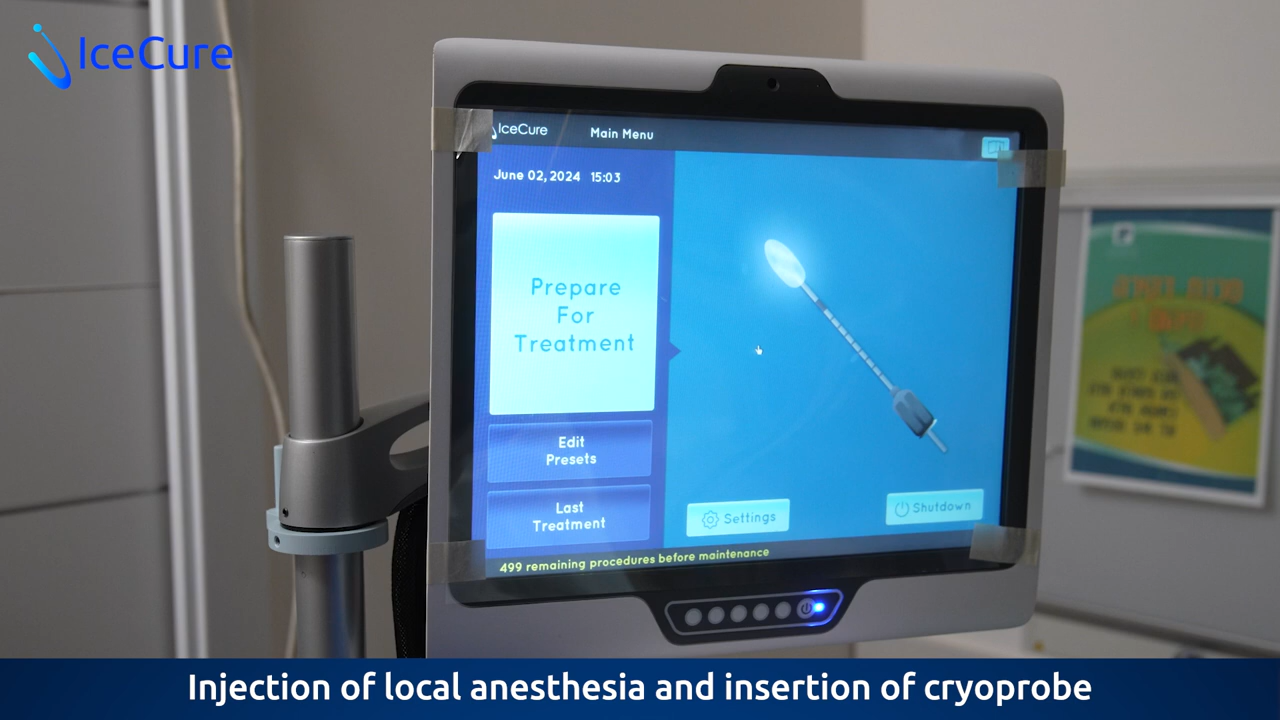 IceCure
IceCure Main Menu
June 02, 2024 15:03
Prepare
For
Treatment
Edit
Presets
Last
Treatment
Settings
Shutdown
499 remaining procedures before maintenance
Injection of local anesthesia and insertion of cryoprobe